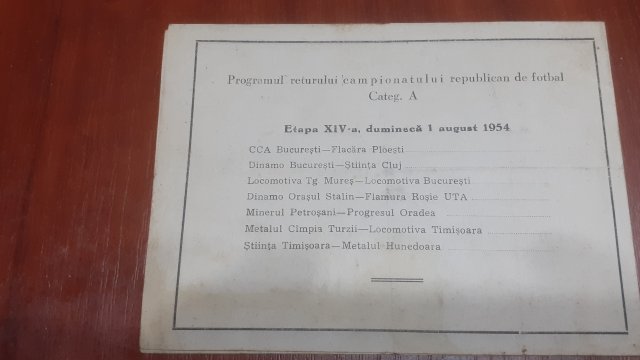 Programul returului campionatului republican de fotbal
Categ. A
Etapa XIV-a, duminecă 1 august 1954
CCA București—Flacăra Ploești
Dinamo București—Știința Cluj
Locomotiva Tg. Mureș—Locomotiva București
Dinamo Orașul Stalin—Flamura Roșie UTA
Minerul Petroșani—Progresul Oradea
Metalul Cîmpia Turzii—Locomotiva Timișoara
Știința Timișoara—Metalul Hunedoara